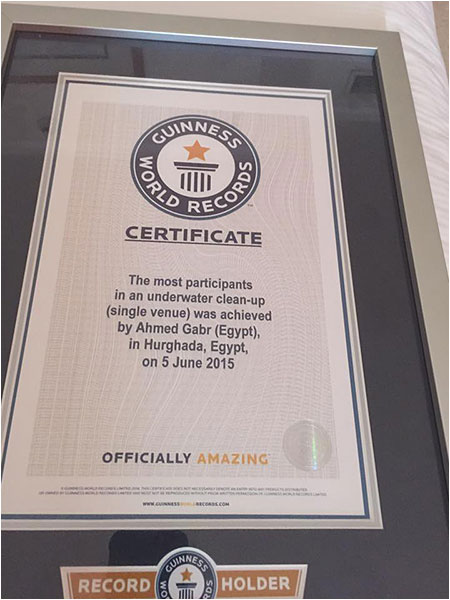 GUINNESS
WORLD RECORDS
CERTIFICATE
The most participants
in an underwater clean-up
(single venue) was achieved
by Ahmed Gabr (Egypt),
in Hurghada, Egypt,
on 5 June 2015
OFFICIALLY AMAZING
WWW.GUINNESSWORLDRECORDS.COM
GUINNESS
RECORD HOLDER